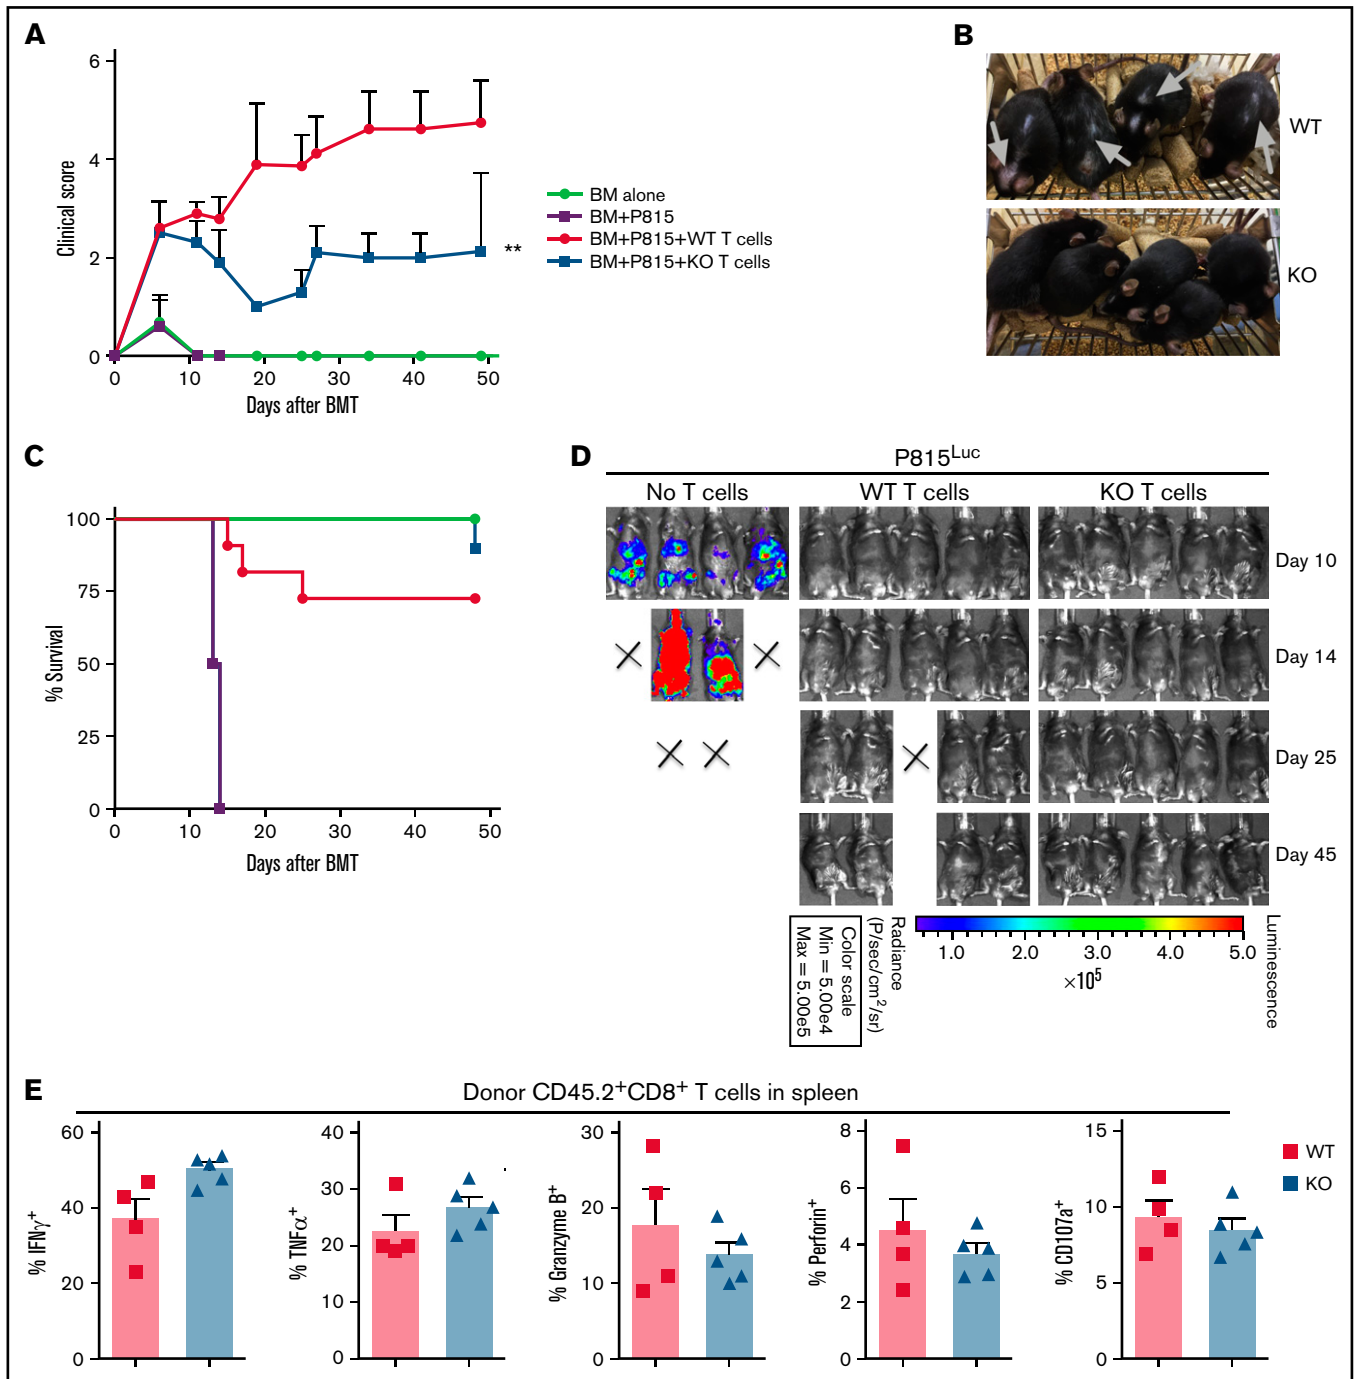 A
6
4
2
0
Clinical score
0 10 20 30 40 50
Days after BMT
BM alone
BM+P815
BM+P815+WT T cells
BM+P815+KO T cells
**
B
WT
KO
C
100
75
50
25
0
% Survival
0 10 20 30 40 50
Days after BMT
D
P815Luc
No T cells WT T cells KO T cells
Day 10
Day 14
Day 25
Day 45
Color scale
Min = 5.00e4
Max = 5.00e5
Radiance
(P/sec/cm²/sr)
1.0 2.0 3.0 4.0 5.0
×10⁵
Luminescence
E
Donor CD45.2⁺CD8⁺ T cells in spleen
60
40
20
0
% IFNγ⁺
40
30
20
10
0
% TNFα⁺
30
20
10
0
% Granzyme B⁺
8
6
4
2
0
% Perforin⁺
15
10
5
0
% CD107a⁺
WT
KO